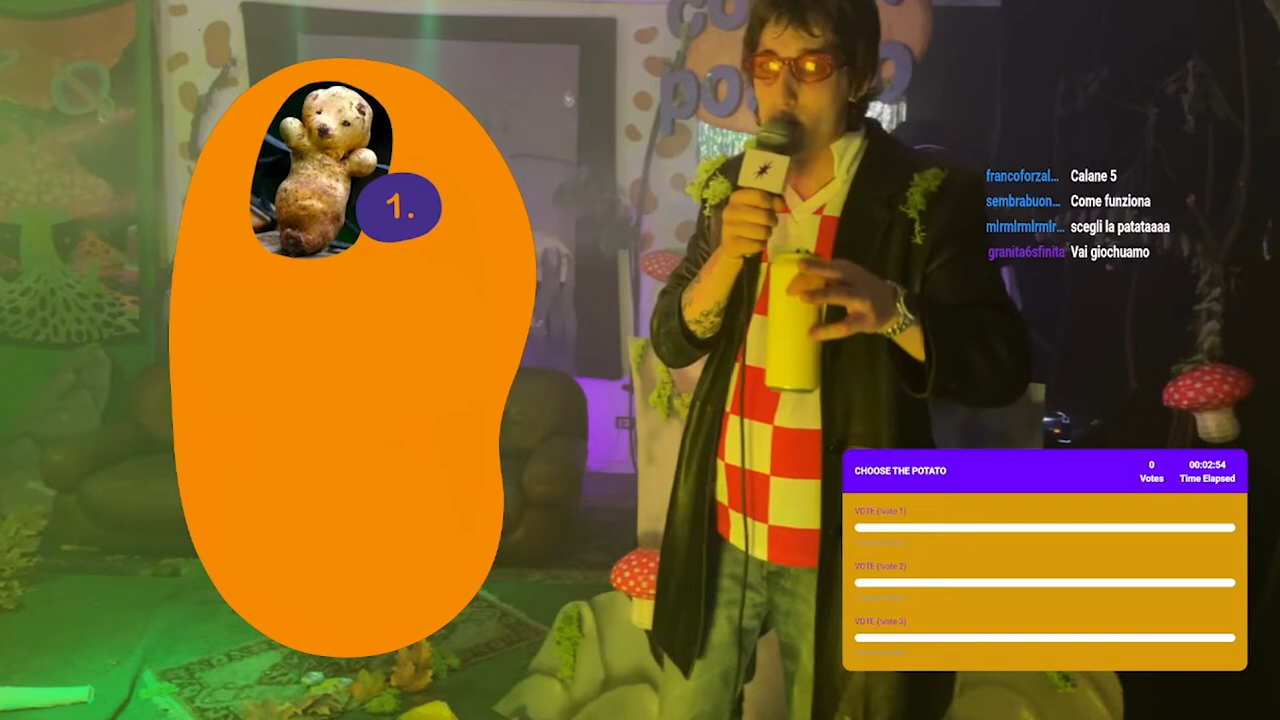 1.
francoforzal... Calane 5
sembrabuon... Come funziona
mlrmlrmlrmlr... scegli la patataaaa
granita6sfinita Vai giochuamo
CHOOSE THE POTATO
0 Votes
00:02:54 Time Elapsed
VOTE (!vote 1)
VOTE (!vote 2)
VOTE (!vote 3)